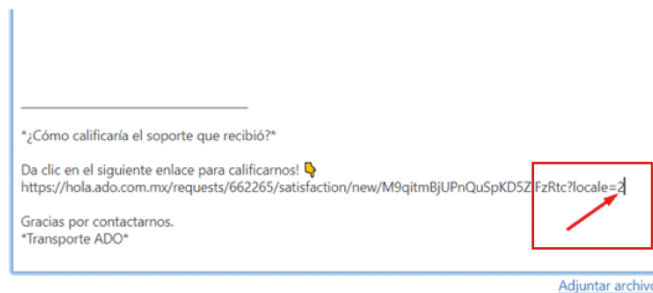 *¿Cómo calificaría el soporte que recibió?*
Da clic en el siguiente enlace para calificarnos! 👇
https://hola.ado.com.mx/requests/662265/satisfaction/new/M9qitmBjUPnQuSpKD5ZIFzRtc?locale=2
Gracias por contactarnos.
*Transporte ADO*
Adjuntar archivo